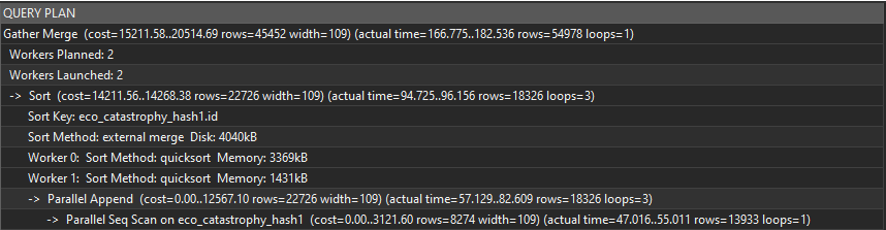 QUERY PLAN
Gather Merge (cost=15211.58..20514.69 rows=45452 width=109) (actual time=166.775..182.536 rows=54978 loops=1)
Workers Planned: 2
Workers Launched: 2
-> Sort (cost=14211.56..14268.38 rows=22726 width=109) (actual time=94.725..96.156 rows=18326 loops=3)
Sort Key: eco_catastrophy_hash1.id
Sort Method: external merge Disk: 4040kB
Worker 0: Sort Method: quicksort Memory: 3369kB
Worker 1: Sort Method: quicksort Memory: 1431kB
-> Parallel Append (cost=0.00..12567.10 rows=22726 width=109) (actual time=57.129..82.609 rows=18326 loops=3)
-> Parallel Seq Scan on eco_catastrophy_hash1 (cost=0.00..3121.60 rows=8274 width=109) (actual time=47.016..55.011 rows=13933 loops=1)